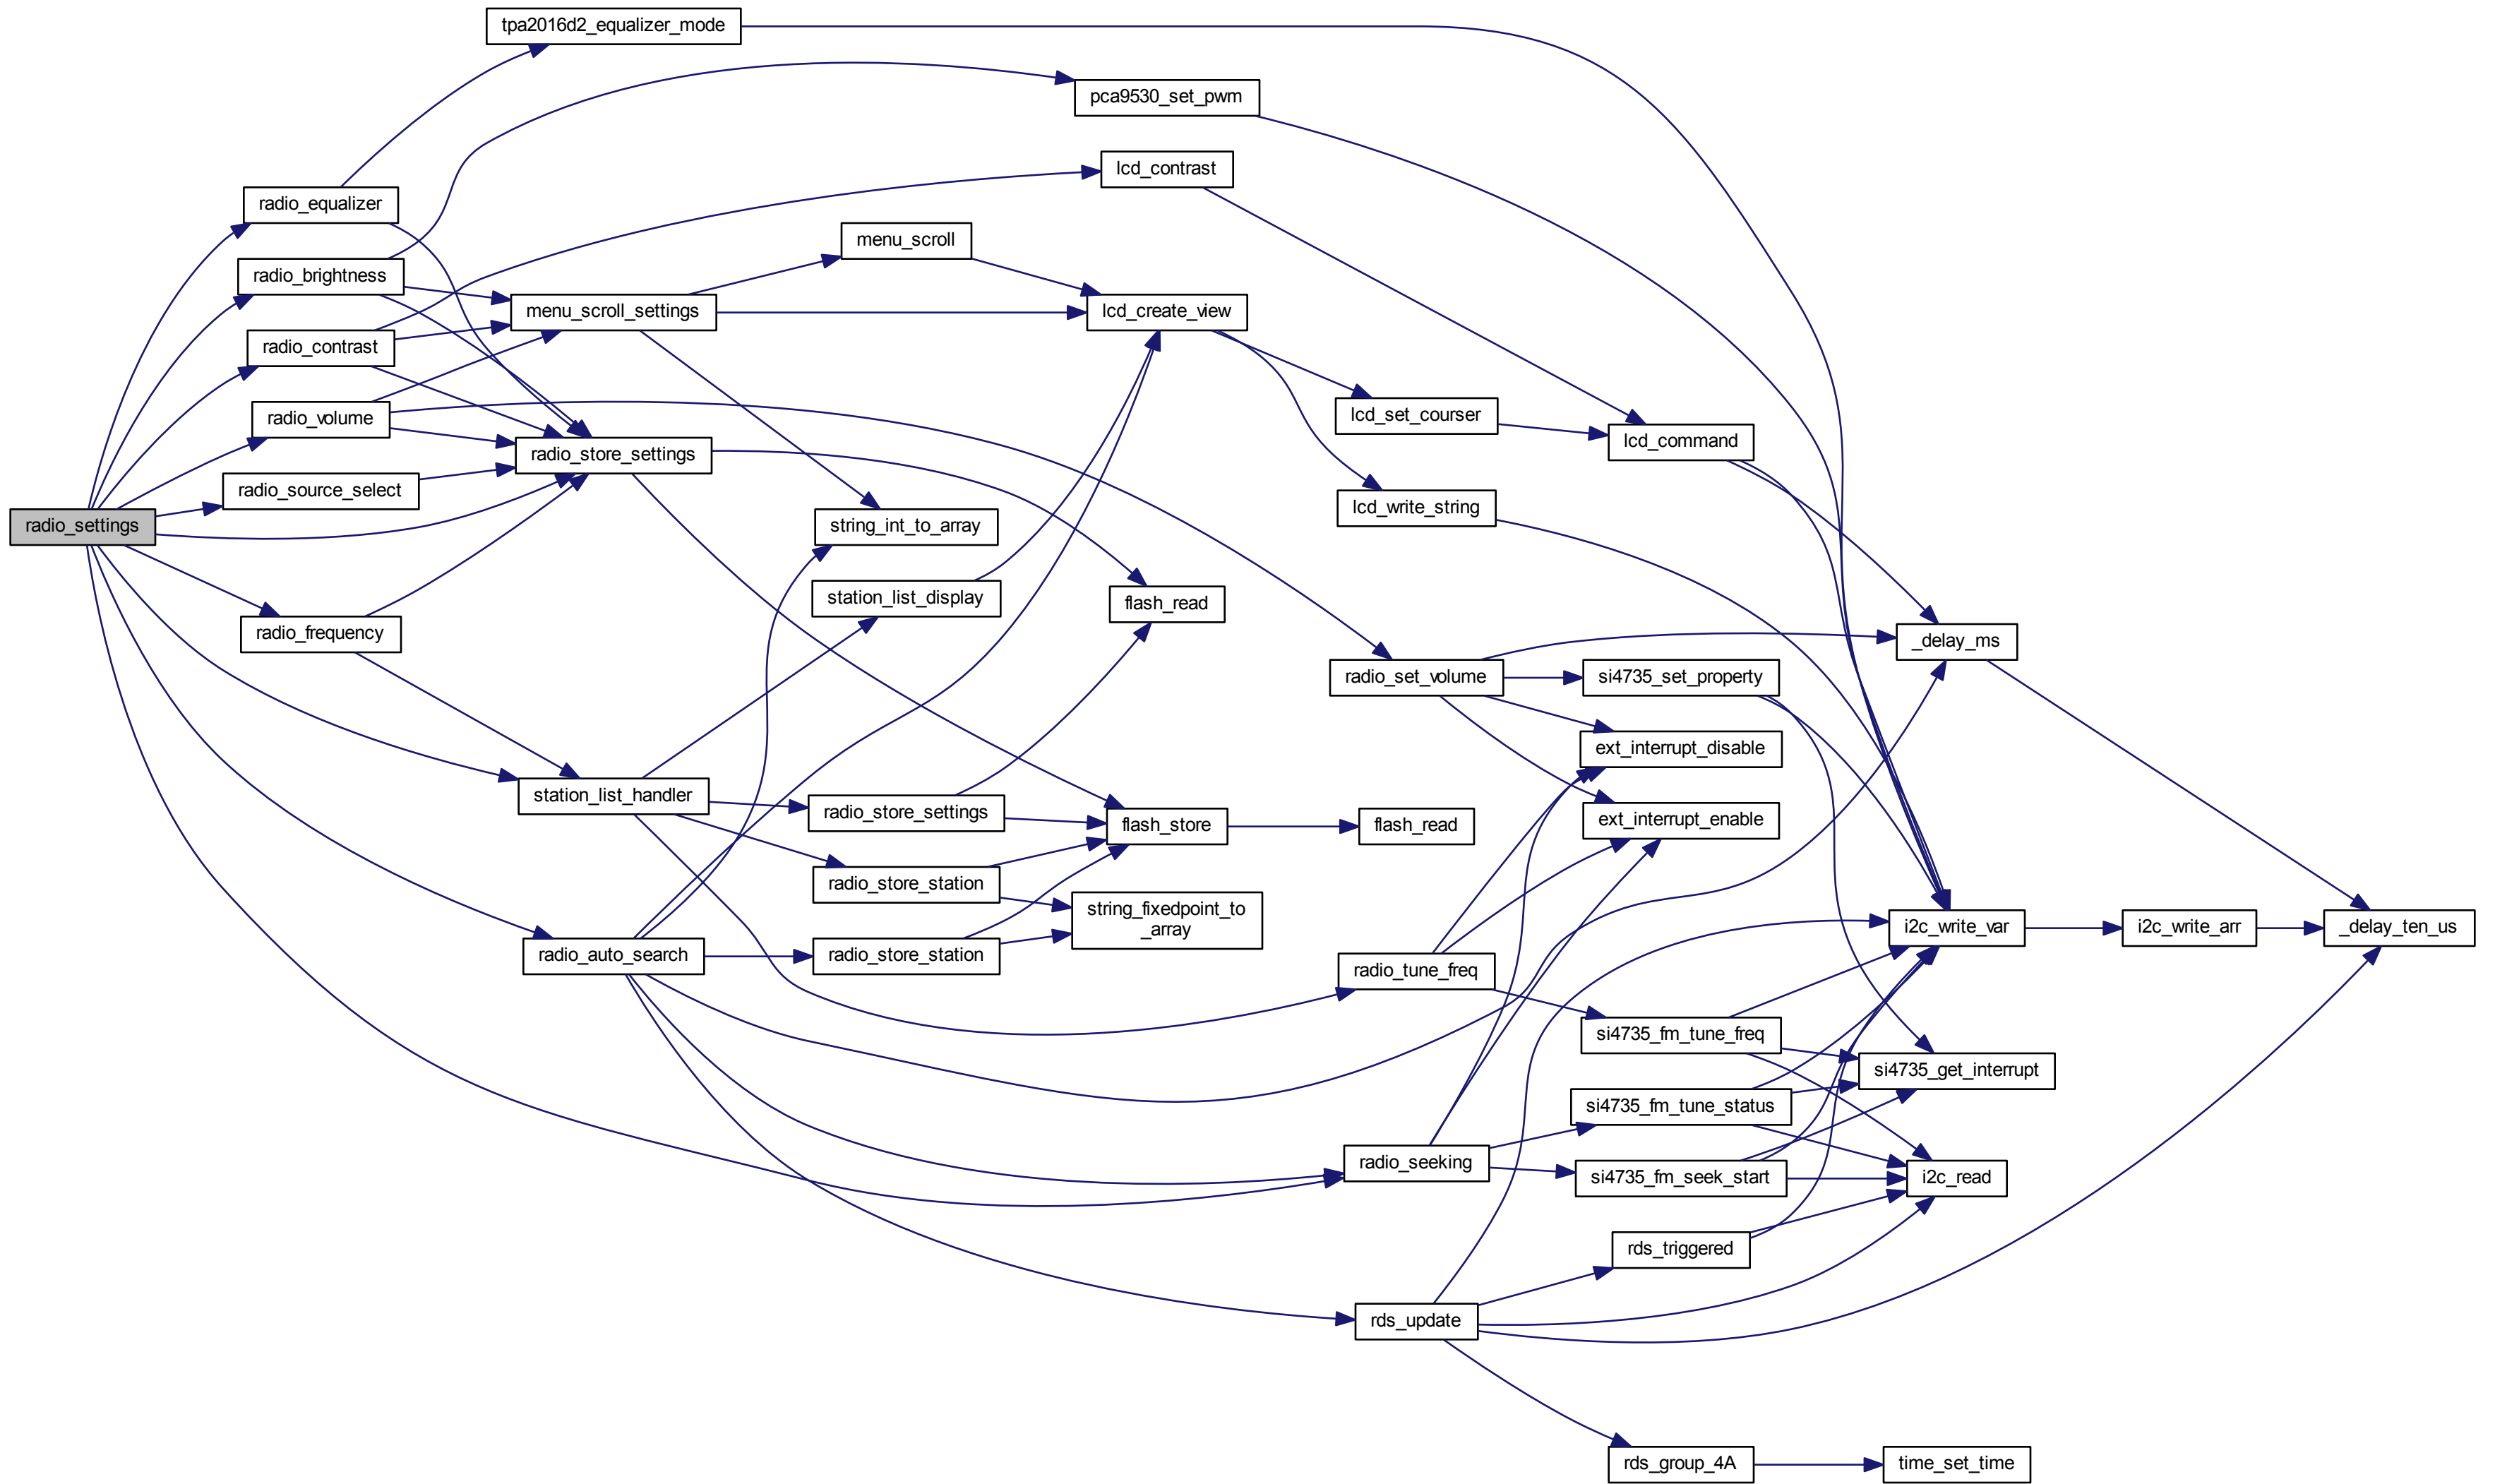 tpa2016d2_equalizer_mode
pca9530_set_pwm
lcd_contrast
radio_equalizer
menu_scroll
radio_brightness
menu_scroll_settings
lcd_create_view
radio_contrast
radio_volume
lcd_set_courser
lcd_command
radio_store_settings
radio_source_select
lcd_write_string
radio_settings
string_int_to_array
station_list_display
flash_read
radio_frequency
_delay_ms
radio_set_volume
si4735_set_property
ext_interrupt_disable
station_list_handler
radio_store_settings
flash_store
flash_read
ext_interrupt_enable
radio_store_station
string_fixedpoint_to
_array
i2c_write_var
i2c_write_arr
_delay_ten_us
radio_auto_search
radio_store_station
radio_tune_freq
si4735_fm_tune_freq
si4735_get_interrupt
si4735_fm_tune_status
radio_seeking
si4735_fm_seek_start
i2c_read
rds_triggered
rds_update
rds_group_4A
time_set_time